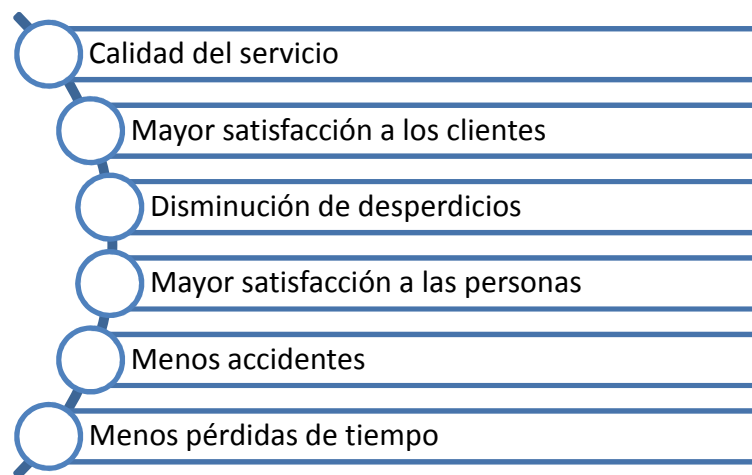 Calidad del servicio
Mayor satisfacción a los clientes
Disminución de desperdicios
Mayor satisfacción a las personas
Menos accidentes
Menos pérdidas de tiempo